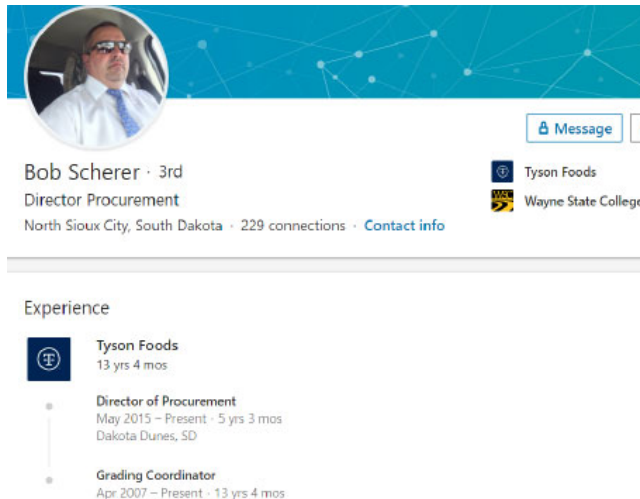 Message
Bob Scherer · 3rd
Director Procurement
North Sioux City, South Dakota · 229 connections · Contact info
Tyson Foods
Wayne State College
Experience
Tyson Foods
13 yrs 4 mos
Director of Procurement
May 2015 – Present · 5 yrs 3 mos
Dakota Dunes, SD
Grading Coordinator
Apr 2007 – Present · 13 yrs 4 mos